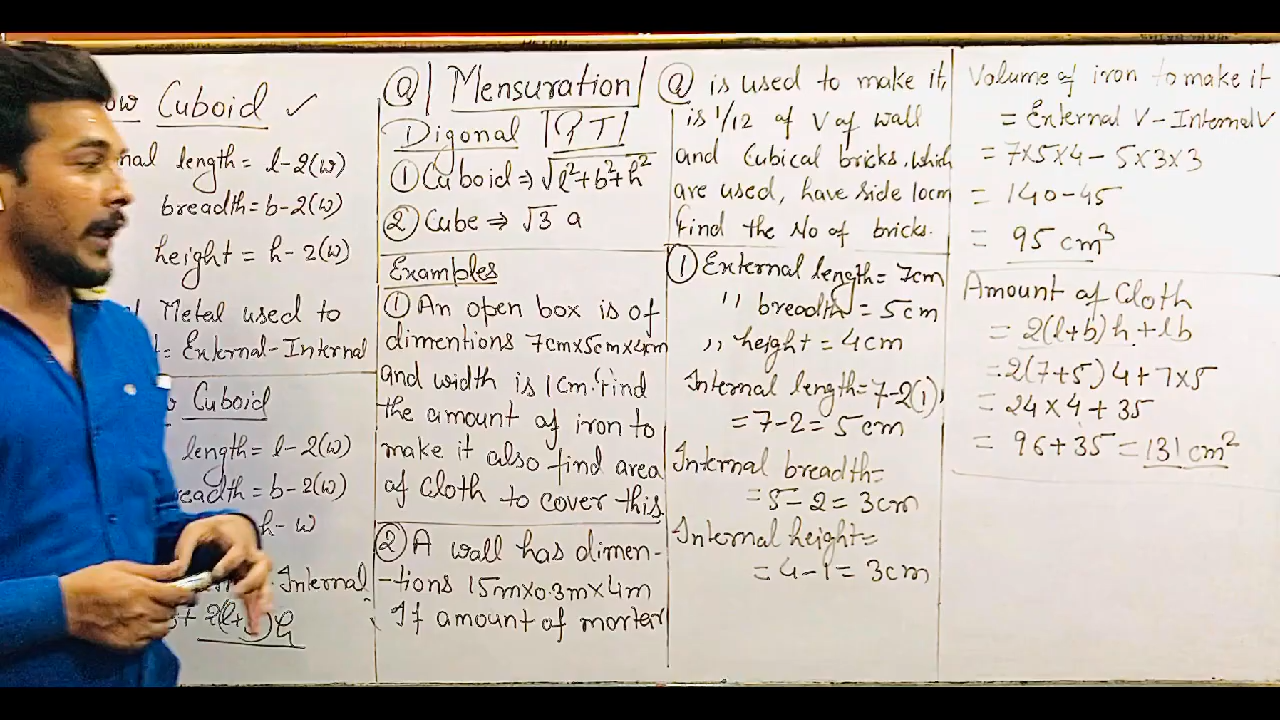 Cuboid ✓
length = l-2(w)
breadth = b-2(w)
height = h-2(w)
Metal used to
= External-Internal
Cuboid
length = l-2(w)
breadth = b-2(w)
h-w
Internal
Q| |Mensuration|
Digonal |PT|
① Cuboid ⇒ √l²+b²+h²
② Cube ⇒ √3 a
Examples
① An open box is of
dimentions 7cmx5cmx4cm
and width is 1cm. find
the amount of iron to
make it also find area
of cloth to cover this.
② A wall has dimen-
-tions 15mx0.3mx4m
If amount of morter
Q is used to make it,
is 1/12 of V of wall
and Cubical bricks, which
are used, have side 10cm
find the No of bricks.
① External length = 7cm
'' breadth = 5cm
,, height = 4cm
Internal length = 7-2(1)
= 7-2 = 5cm
Internal breadth =
= 5-2 = 3cm
Internal height =
= 4-1 = 3cm
Volume of iron to make it
= External V - Internal V
= 7x5x4 - 5x3x3
= 140-45
= 95 cm³
Amount of Cloth
= 2(l+b)h + lb
= 2(7+5)4 + 7x5
= 24 x 4 + 35
= 96+35 = 131 cm²